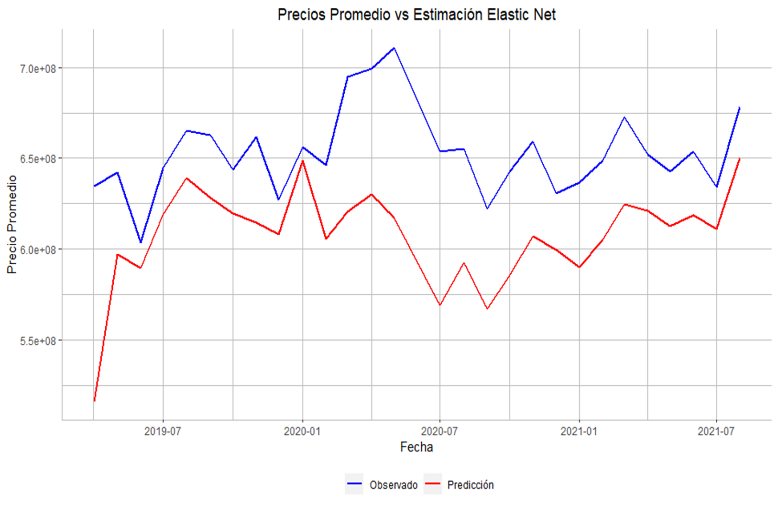 Precios Promedio vs Estimación Elastic Net
Precio Promedio
7.0e+08
6.5e+08
6.0e+08
5.5e+08
2019-07 2020-01 2020-07 2021-01 2021-07
Fecha
Observado Predicción